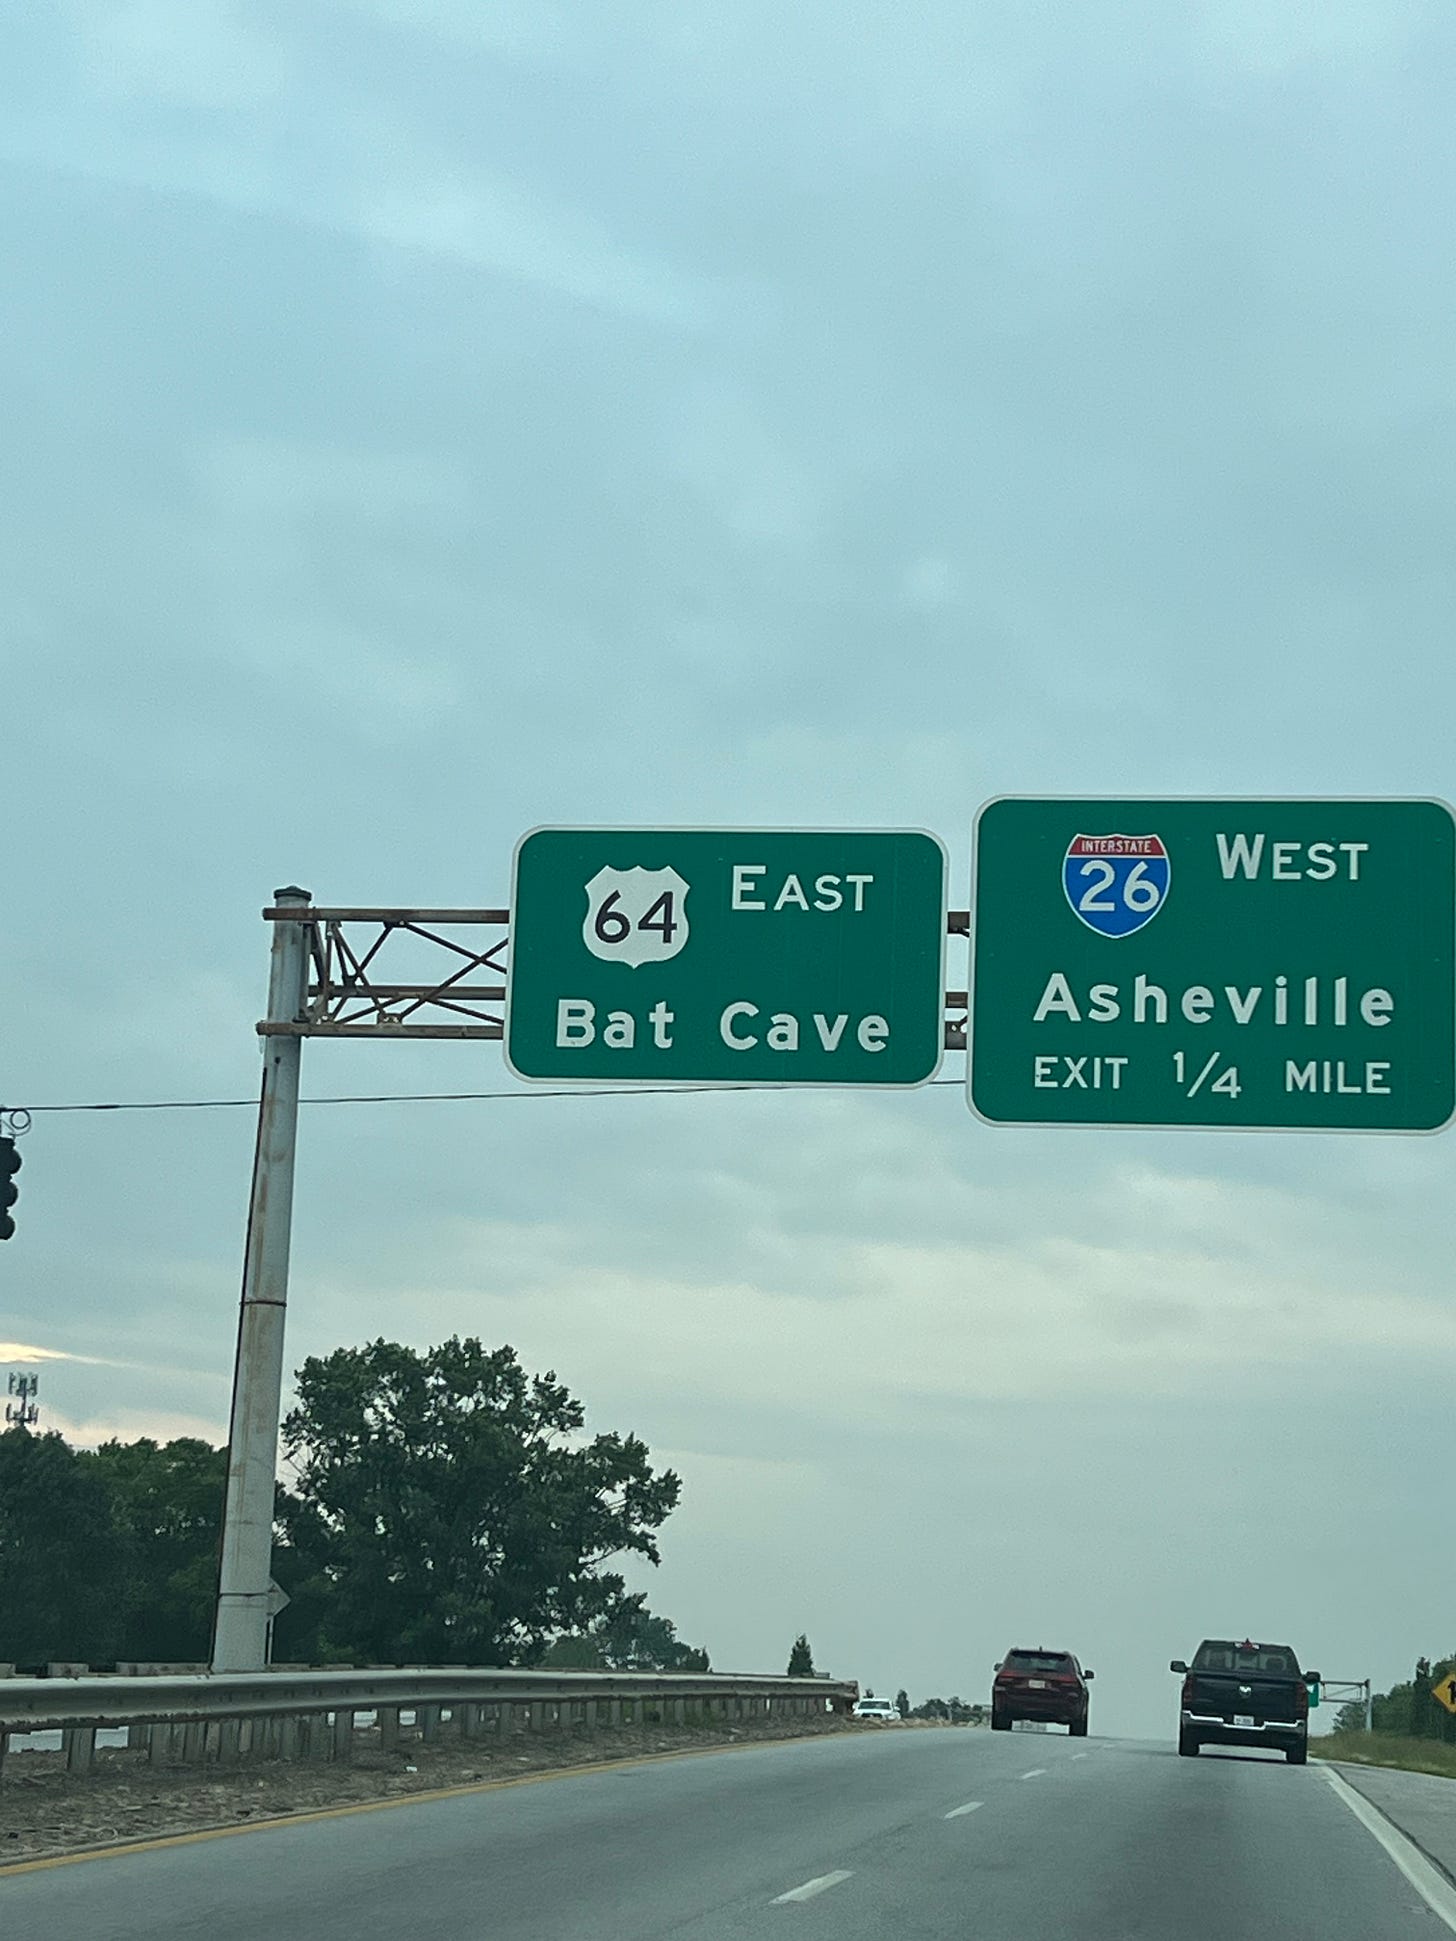 64 EAST
Bat Cave
INTERSTATE
26 WEST
Asheville
EXIT 1/4 MILE